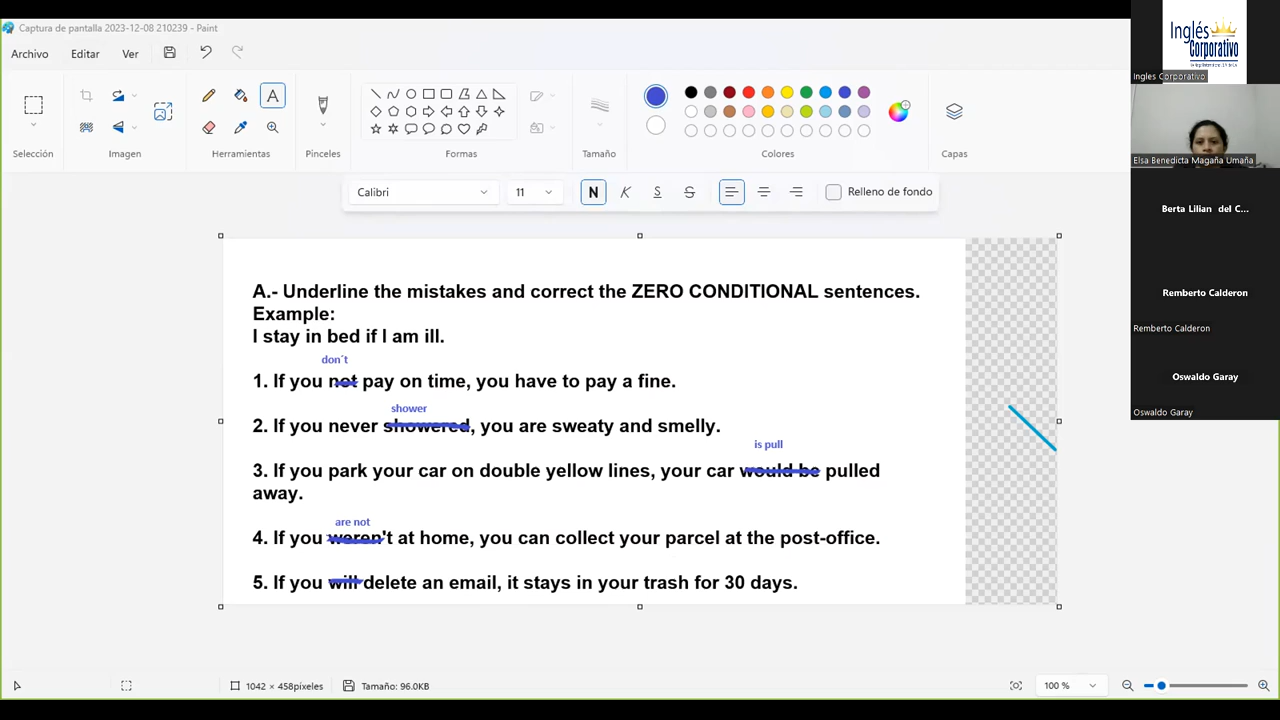 Captura de pantalla 2023-12-08 210239 - Paint
Archivo Editar Ver
Selección Imagen Herramientas Pinceles Formas Tamaño Colores Capas
Calibri 11 N K S S Relleno de fondo
A.- Underline the mistakes and correct the ZERO CONDITIONAL sentences.
Example:
I stay in bed if I am ill.
don´t
1. If you not pay on time, you have to pay a fine.
shower
2. If you never showered, you are sweaty and smelly.
is pull
3. If you park your car on double yellow lines, your car would be pulled
away.
are not
4. If you weren't at home, you can collect your parcel at the post-office.
5. If you will delete an email, it stays in your trash for 30 days.
1042 × 458píxeles Tamaño: 96.0KB 100 %
Inglés
Corporativo
Ingles Corporativo
Elsa Benedicta Magaña Umaña
Berta Lilian del C...
Remberto Calderon
Remberto Calderon
Oswaldo Garay
Oswaldo Garay